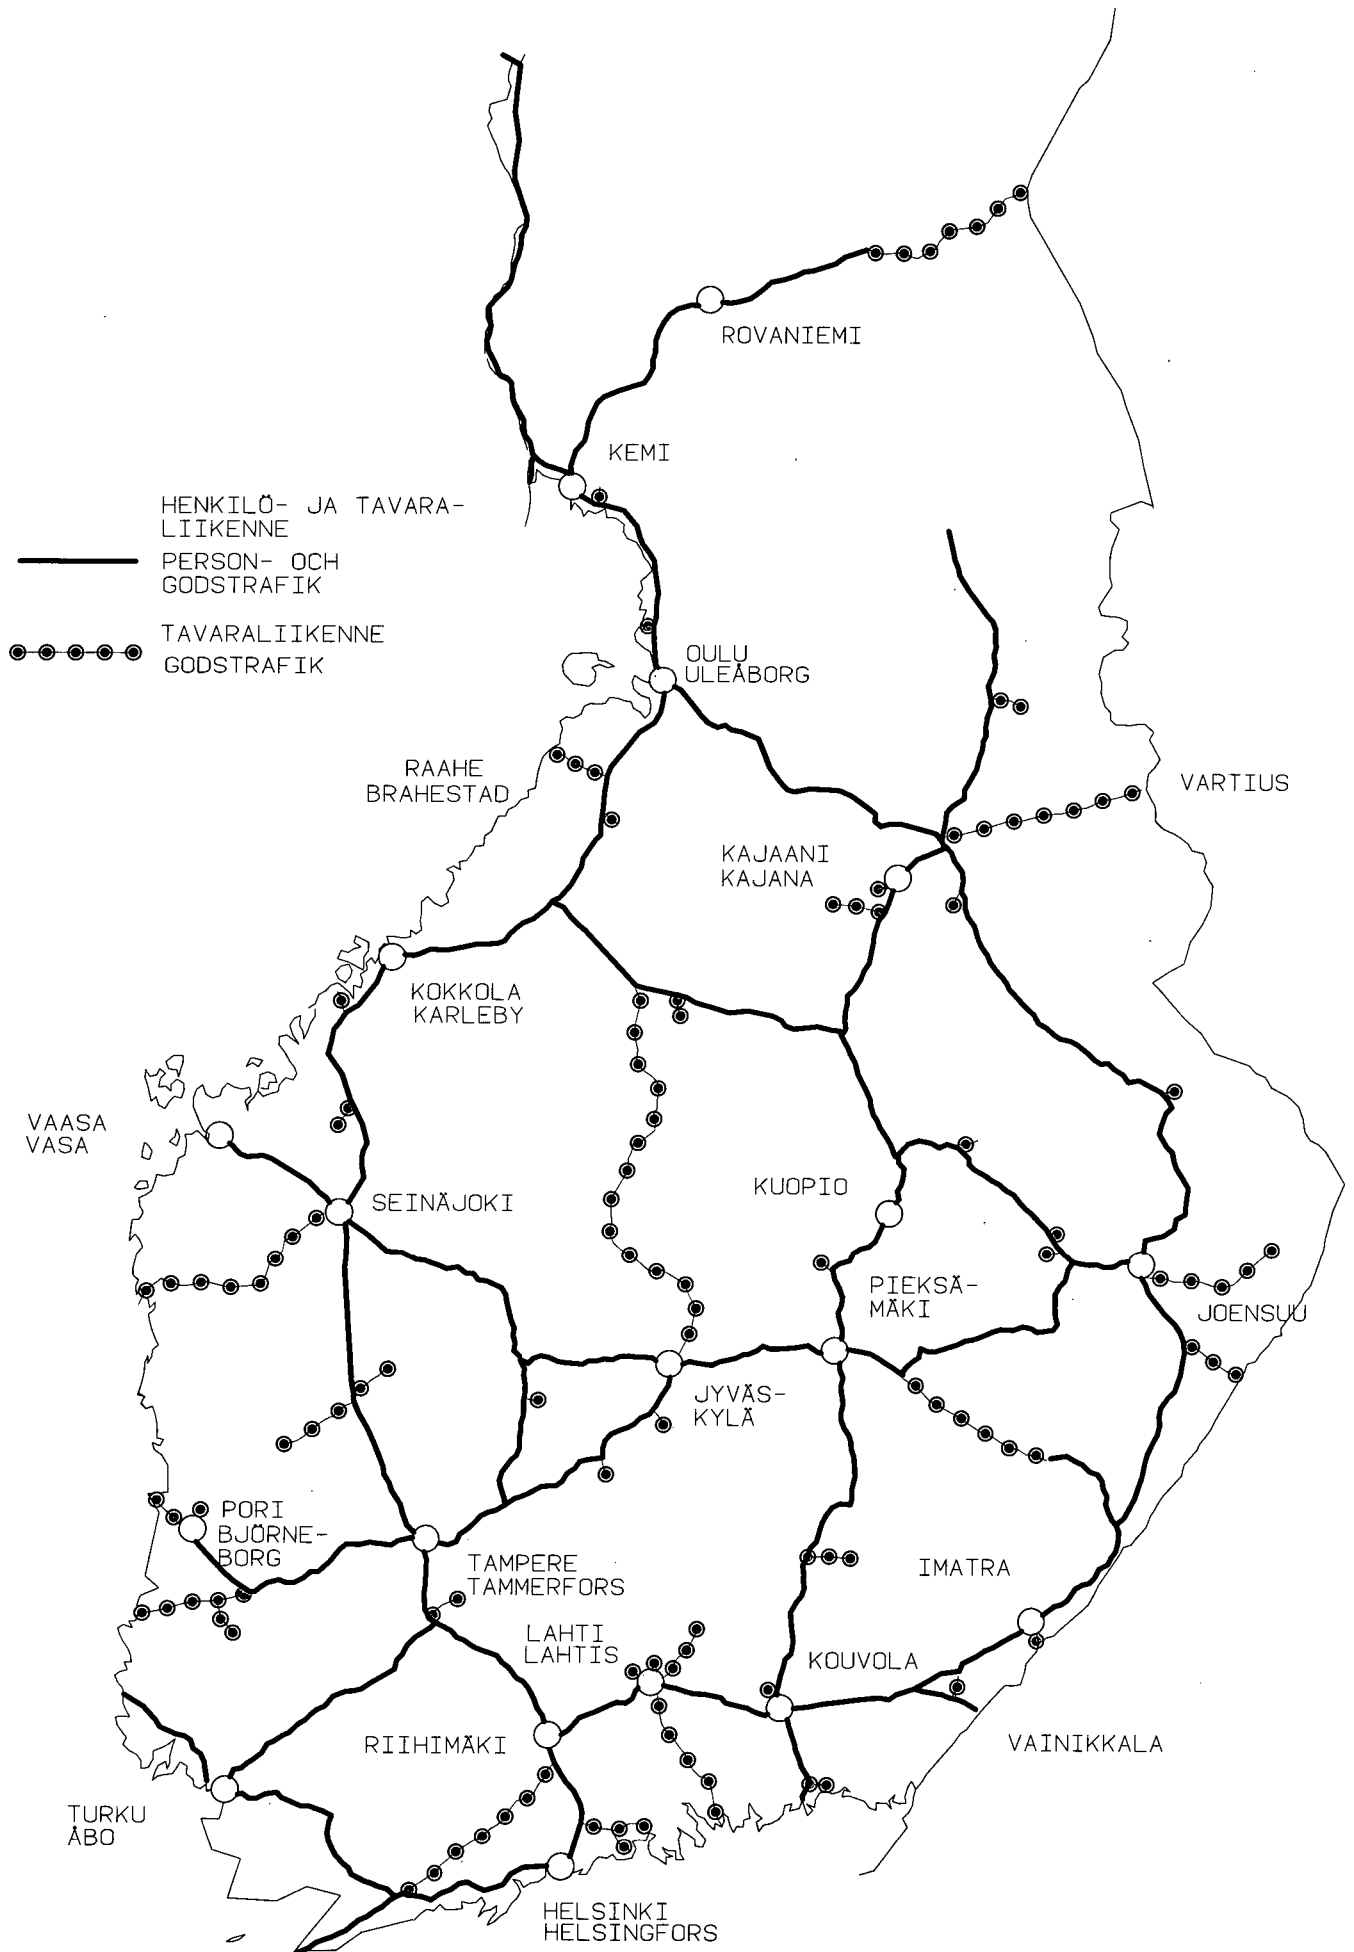 ROVANIEMI
KEMI
HENKILÖ- JA TAVARA-
LIIKENNE
PERSON- OCH
GODSTRAFIK
TAVARALIIKENNE
GODSTRAFIK
OULU
ULEÅBORG
RAAHE
BRAHESTAD
VARTIUS
KAJAANI
KAJANA
KOKKOLA
KARLEBY
VAASA
VASA
SEINÄJOKI
KUOPIO
PIEKSÄ-
MÄKI
JOENSUU
JYVÄS-
KYLÄ
PORI
BJÖRNE-
BORG
TAMPERE
TAMMERFORS
IMATRA
LAHTI
LAHTIS
KOUVOLA
RIIHIMÄKI
VAINIKKALA
TURKU
ÅBO
HELSINKI
HELSINGFORS